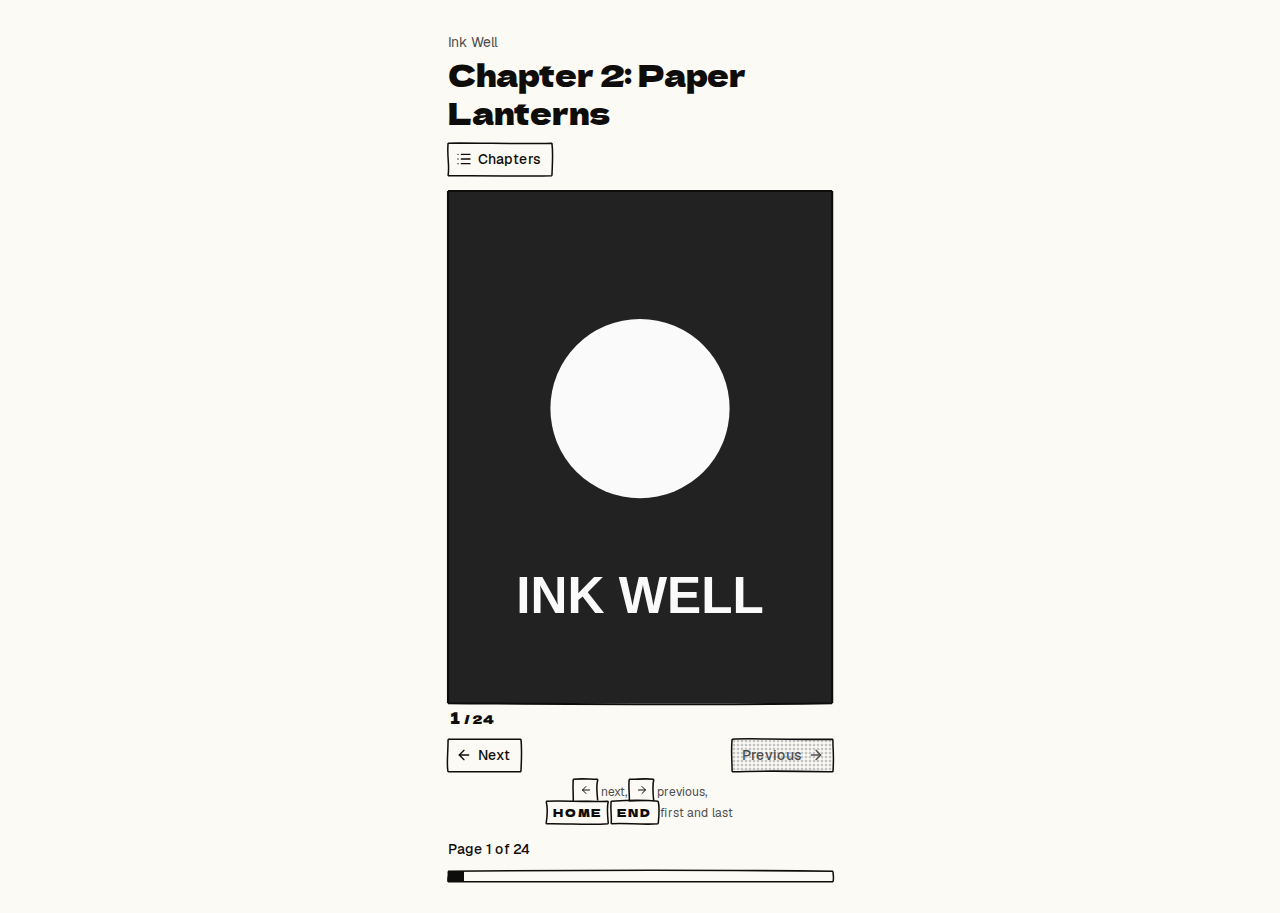 Ink Well
Chapter 2: Paper
Lanterns
Chapters
INK WELL
1 / 24
← Next
Previous →
← next, → previous,
HOME END first and last
Page 1 of 24